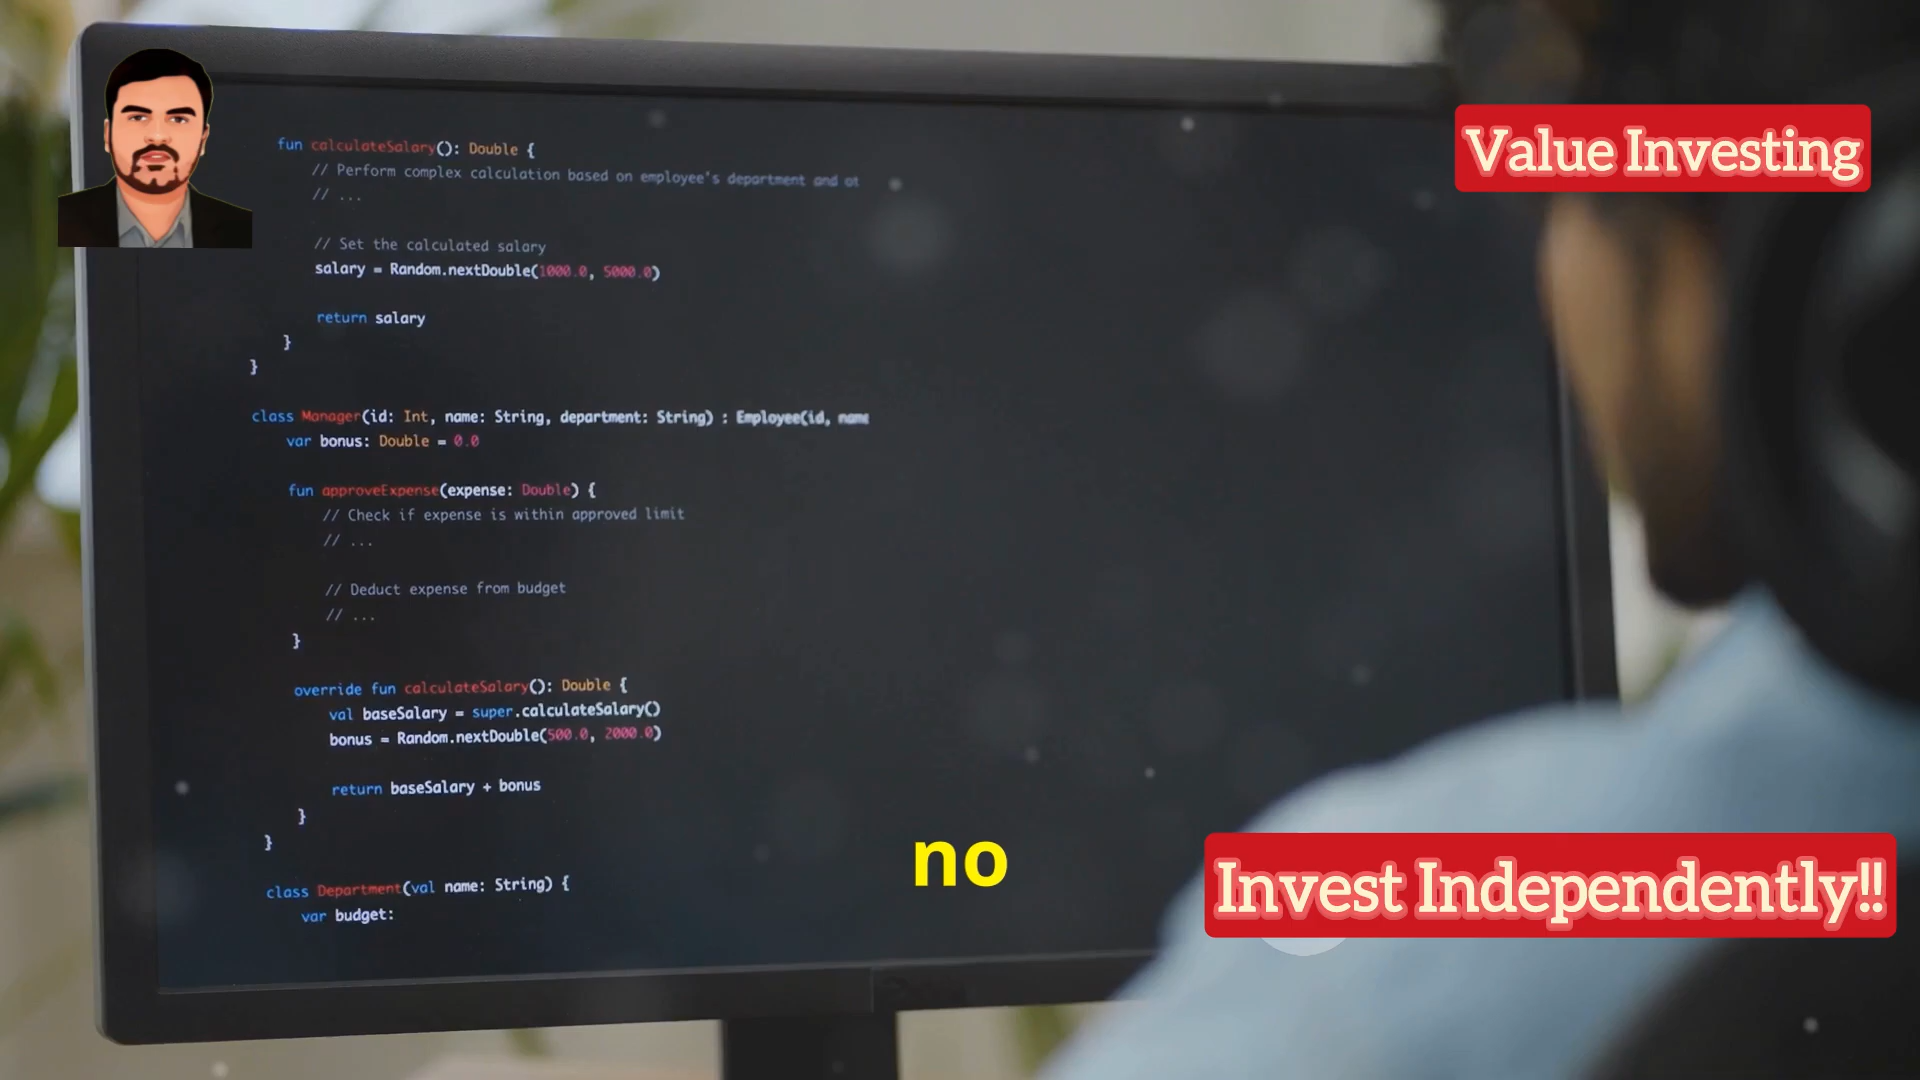 Value Investing
fun calculateSalary(): Double {
// Perform complex calculation based on employee's department and ot
// ...
// Set the calculated salary
salary = Random.nextDouble(1000.0, 5000.0)
return salary
}
}
class Manager(id: Int, name: String, department: String) : Employee(id, name
var bonus: Double = 0.0
fun approveExpense(expense: Double) {
// Check if expense is within approved limit
// ...
// Deduct expense from budget
// ...
}
override fun calculateSalary(): Double {
val baseSalary = super.calculateSalary()
bonus = Random.nextDouble(500.0, 2000.0)
return baseSalary + bonus
}
}
class Department(val name: String) {
var budget:
no
Invest Independently!!